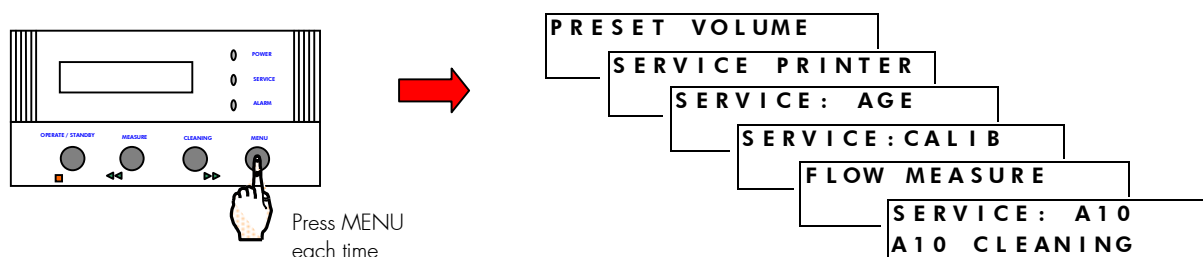 POWER
SERVICE
ALARM
OPERATE / STANDBY MEASURE CLEANING MENU
Press MENU
each time
PRESET VOLUME
SERVICE PRINTER
SERVICE: AGE
SERVICE:CALIB
FLOW MEASURE
SERVICE: A10
A10 CLEANING